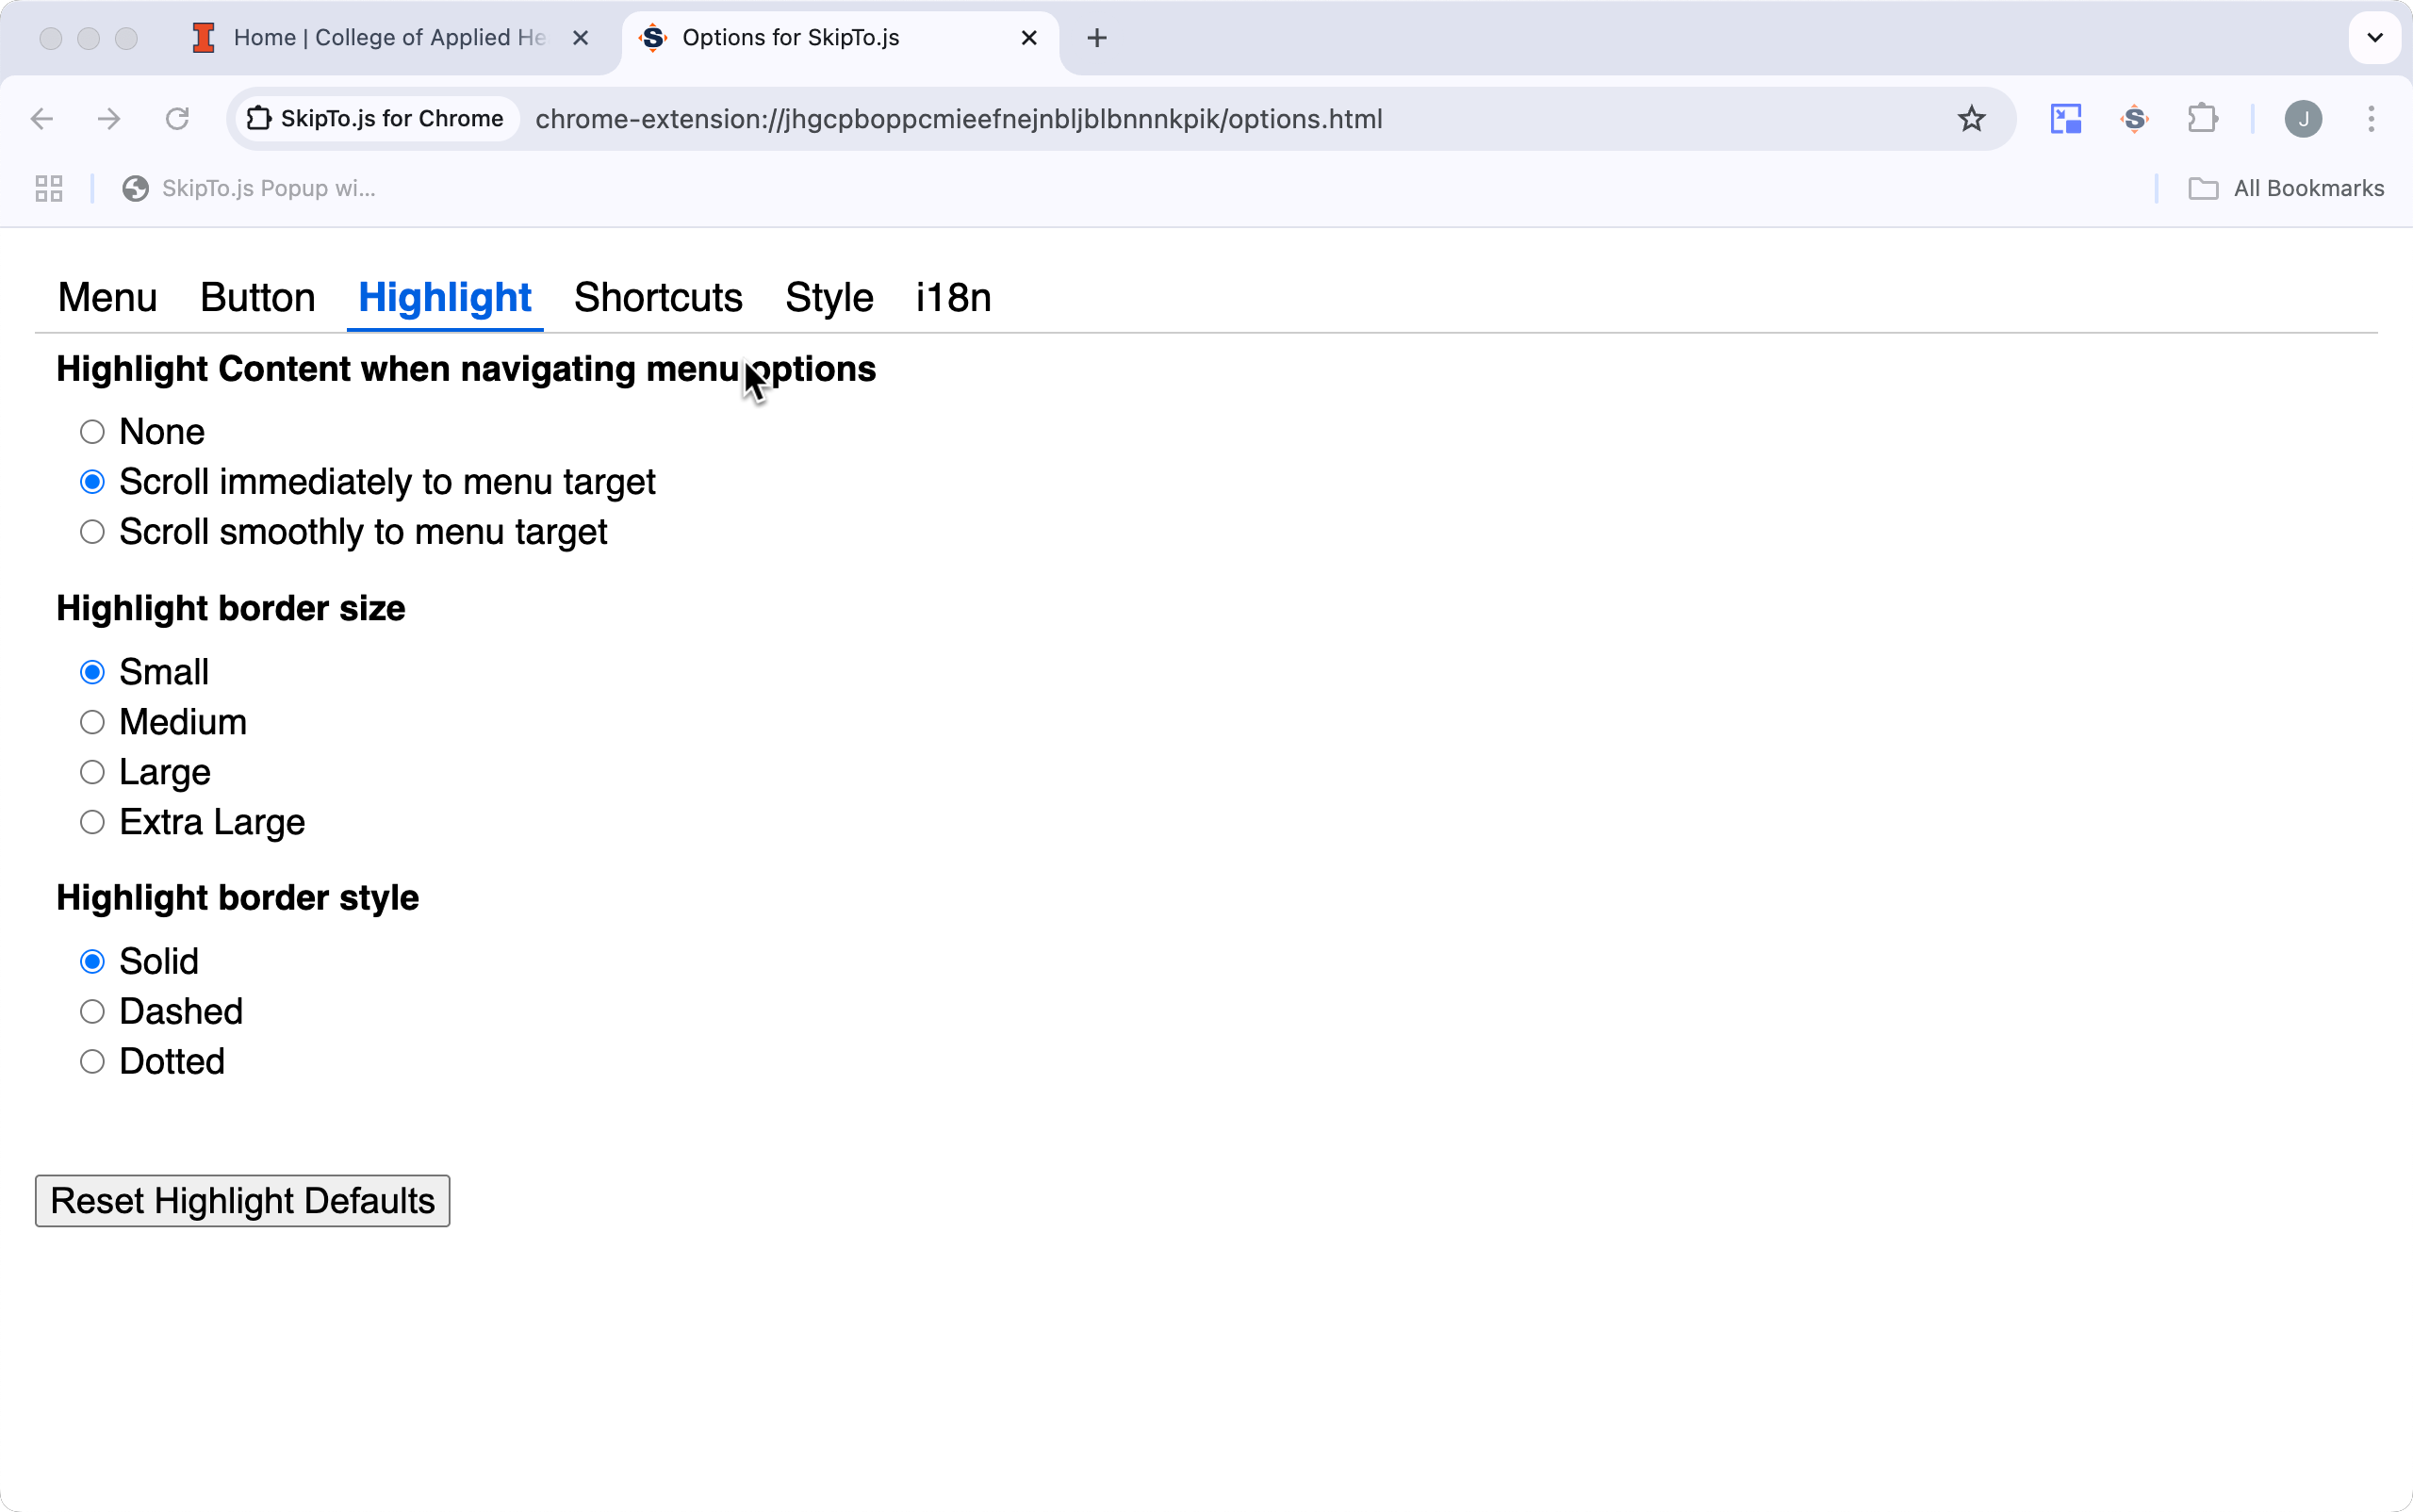 Home | College of Applied He
Options for SkipTo.js
SkipTo.js for Chrome
chrome-extension://jhgcpboppcmieefnejnbljblbnnnkpik/options.html
J
SkipTo.js Popup wi...
All Bookmarks
Menu Button Highlight Shortcuts Style i18n
Highlight Content when navigating menu options
None
Scroll immediately to menu target
Scroll smoothly to menu target
Highlight border size
Small
Medium
Large
Extra Large
Highlight border style
Solid
Dashed
Dotted
Reset Highlight Defaults